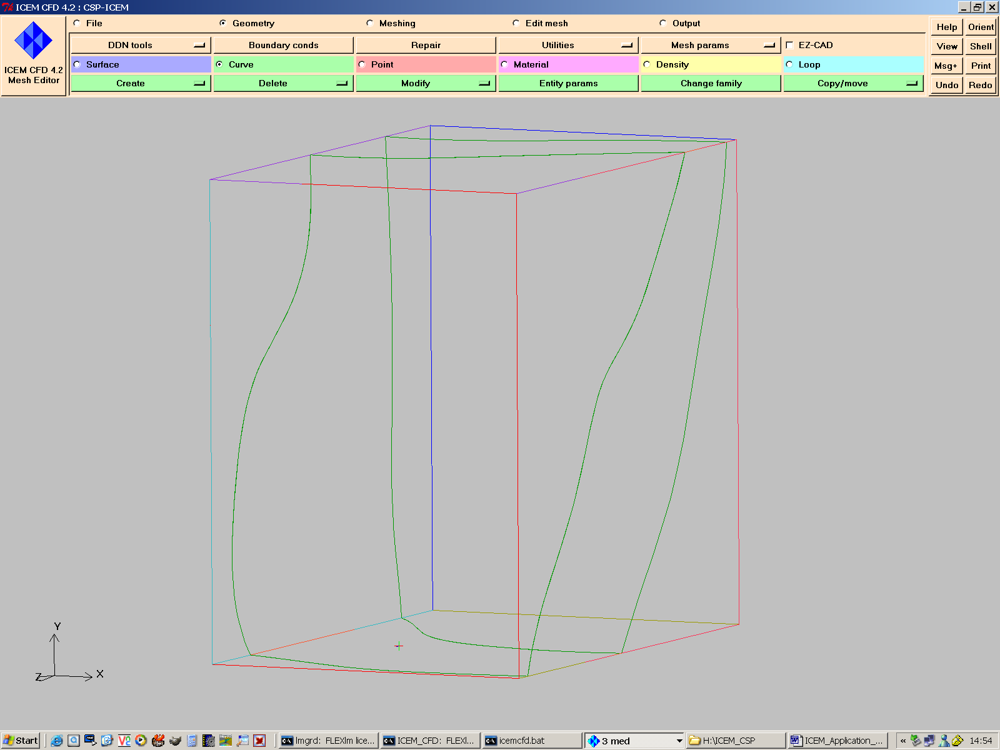 ICEM CFD 4.2 : CSP-ICEM
File Geometry Meshing Edit mesh Output
Help Orient
DDN tools Boundary conds Repair Utilities Mesh params EZ-CAD
View Shell
Surface Curve Point Material Density Loop
ICEM CFD 4.2
Mesh Editor
Msg+ Print
Create Delete Modify Entity params Change family Copy/move
Undo Redo
Y
Z X
Start lmgrd: FLEXlm lice... ICEM_CFD: FLEXl... icemcfd.bat 3 med H:\ICEM_CSP ICEM_Application_... « 14:54